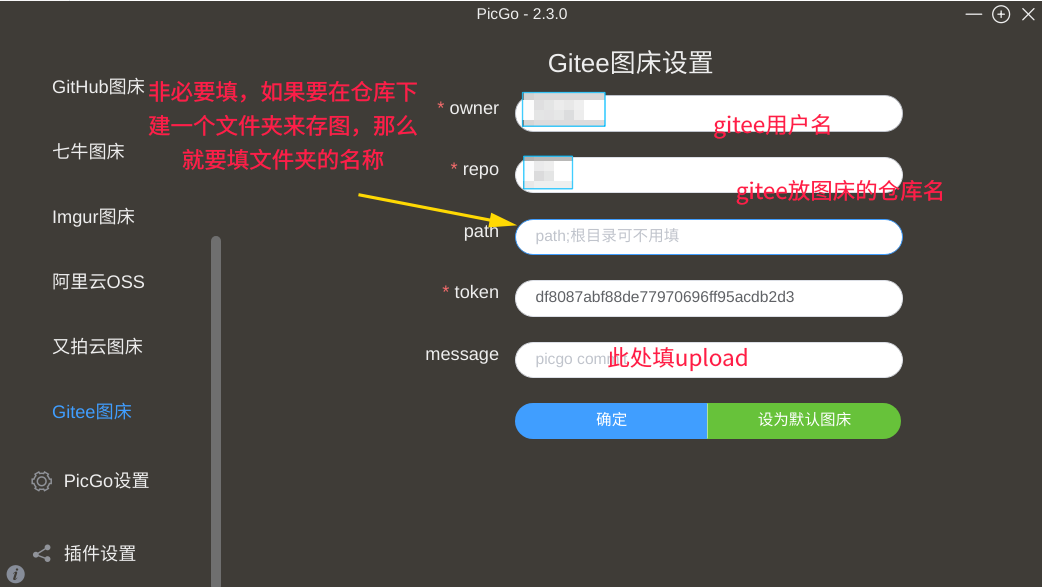 PicGo - 2.3.0
Gitee图床设置
GitHub图床
七牛图床
Imgur图床
阿里云OSS
又拍云图床
Gitee图床
PicGo设置
插件设置
非必要填，如果要在仓库下
建一个文件夹来存图，那么
就要填文件夹的名称
* owner
gitee用户名
* repo
gitee放图床的仓库名
path
path;根目录可不用填
* token
df8087abf88de77970696ff95acdb2d3
message
picgo commit
此处填upload
确定
设为默认图床